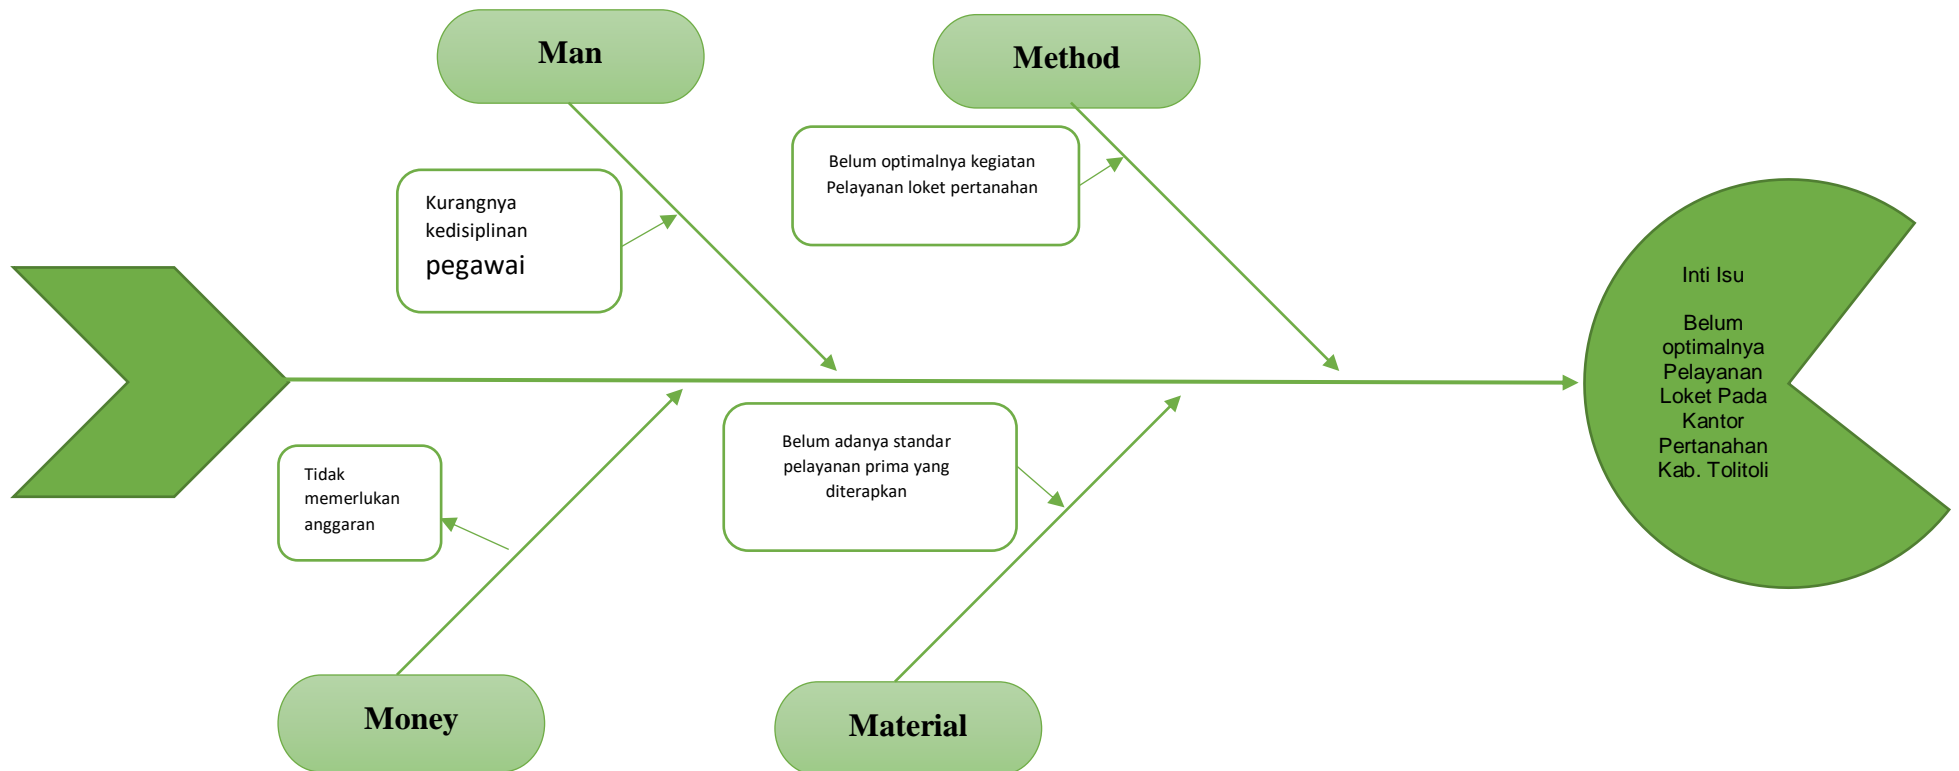 Man
Method
Kurangnya
kedisiplinan
pegawai
Belum optimalnya kegiatan
Pelayanan loket pertanahan
Inti Isu
Belum
optimalnya
Pelayanan
Loket Pada
Kantor
Pertanahan
Kab. Tolitoli
Tidak
memerlukan
anggaran
Belum adanya standar
pelayanan prima yang
diterapkan
Money
Material